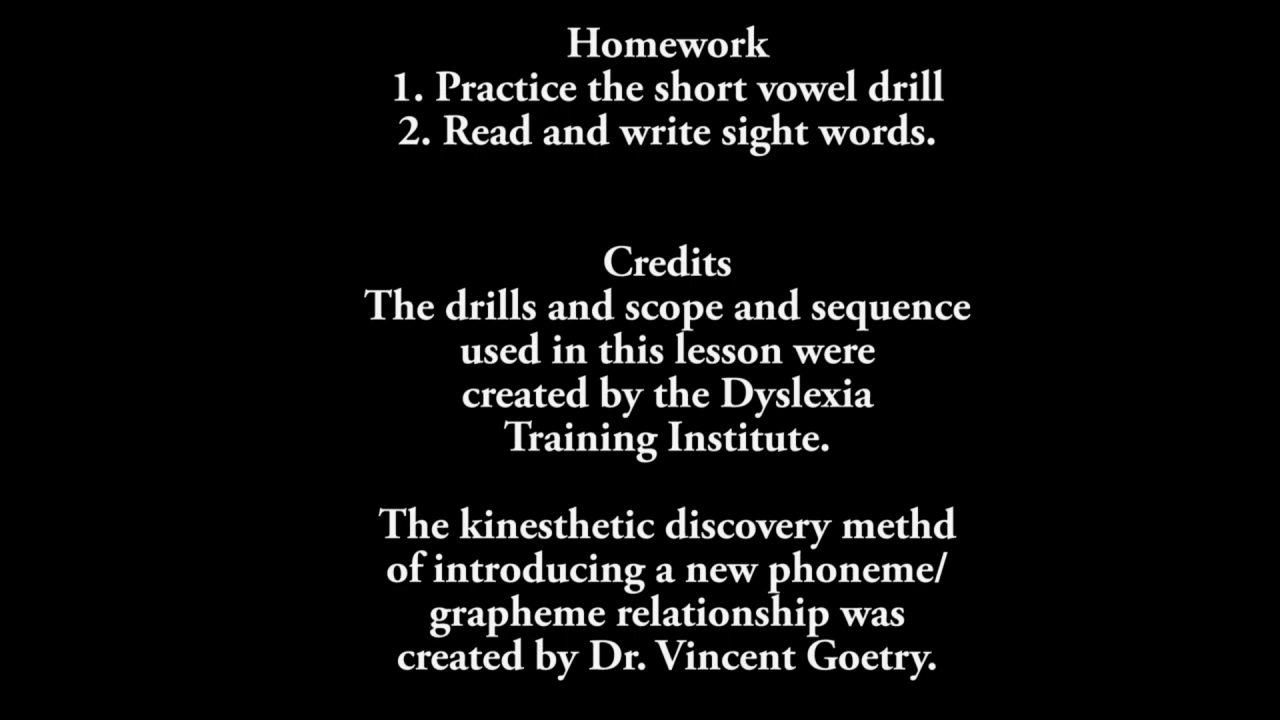 Homework
1. Practice the short vowel drill
2. Read and write sight words.
Credits
The drills and scope and sequence
used in this lesson were
created by the Dyslexia
Training Institute.
The kinesthetic discovery methd
of introducing a new phoneme/
grapheme relationship was
created by Dr. Vincent Goetry.